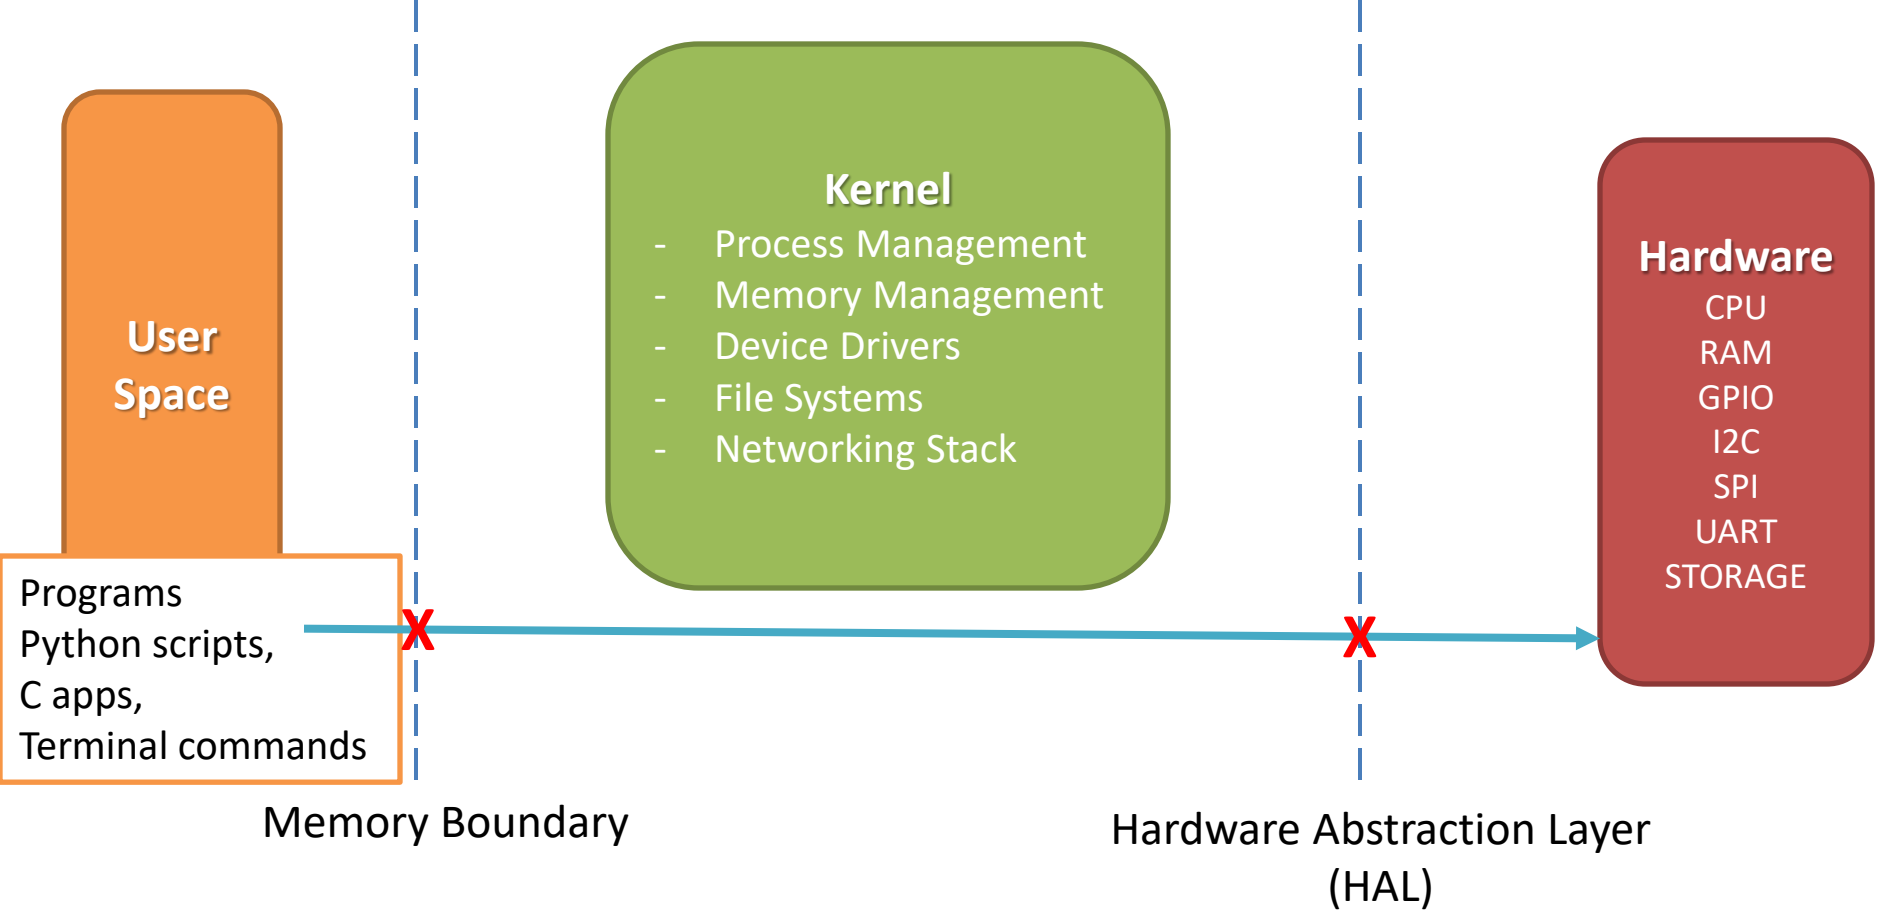 User
Space
Programs
Python scripts,
C apps,
Terminal commands
X
Memory Boundary
Kernel
- Process Management
- Memory Management
- Device Drivers
- File Systems
- Networking Stack
X
Hardware Abstraction Layer
(HAL)
Hardware
CPU
RAM
GPIO
I2C
SPI
UART
STORAGE